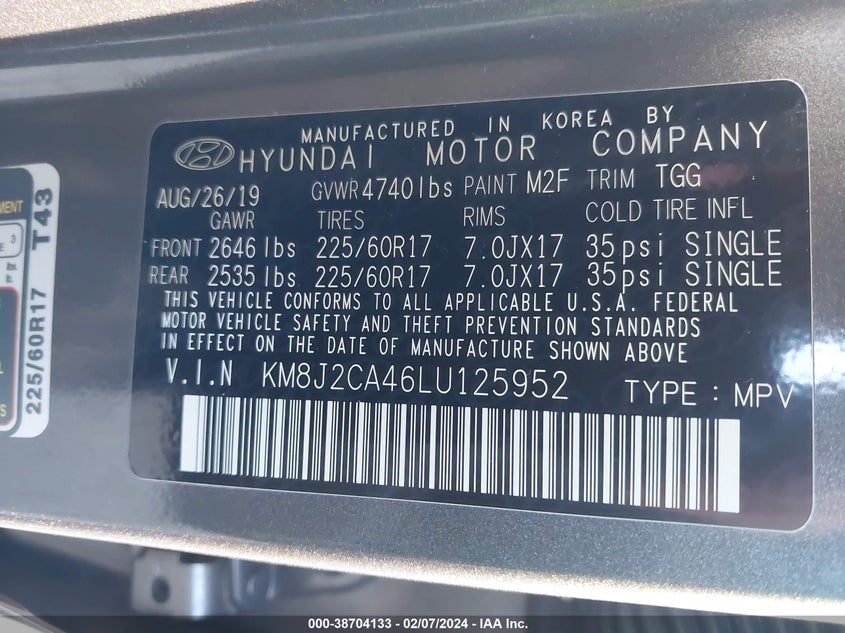 MANUFACTURED IN KOREA BY
HYUNDAI MOTOR COMPANY
AUG/26/19 GVWR 4740lbs PAINT M2F TRIM TGG
GAWR TIRES RIMS COLD TIRE INFL
FRONT 2646 lbs 225/60R17 7.0JX17 35psi SINGLE
REAR 2535 lbs 225/60R17 7.0JX17 35psi SINGLE
THIS VEHICLE CONFORMS TO ALL APPLICABLE U.S.A. FEDERAL
MOTOR VEHICLE SAFETY AND THEFT PREVENTION STANDARDS
IN EFFECT ON THE DATE OF MANUFACTURE SHOWN ABOVE
V.I.N KM8J2CA46LU125952 TYPE : MPV
225/60R17 T43
3
lbs.
000-38704133 - 02/07/2024 - IAA Inc.